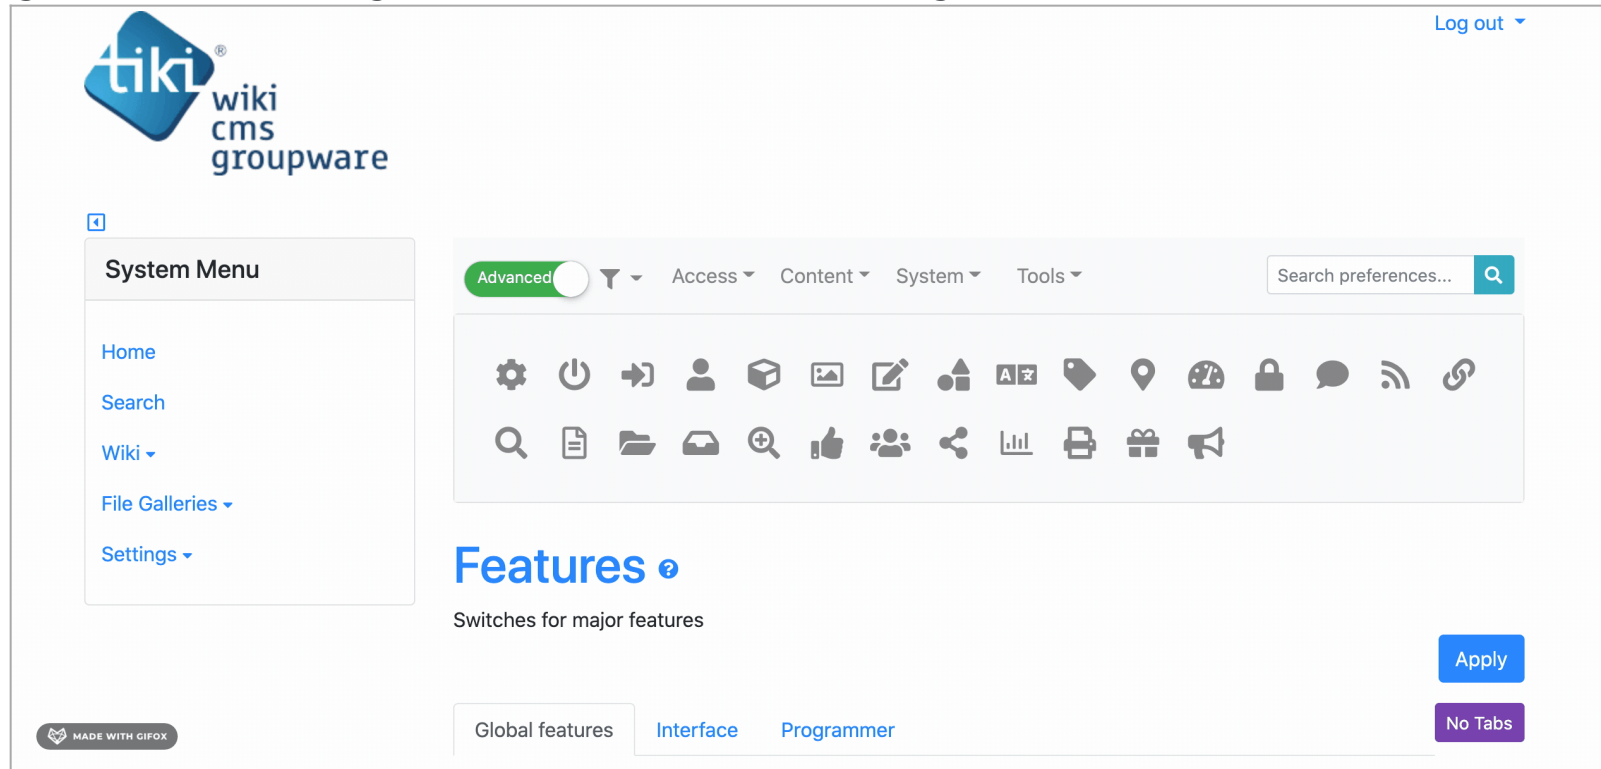 Log out
tiki®
wiki
cms
groupware
System Menu
Home
Search
Wiki
File Galleries
Settings
Advanced
Access
Content
System
Tools
Search preferences...
A
Features
Switches for major features
Apply
Global features
Interface
Programmer
No Tabs
MADE WITH GIFOX